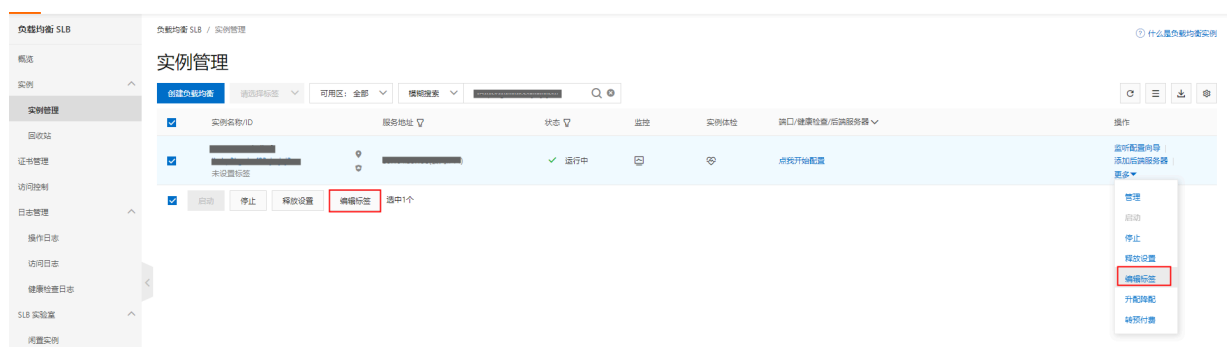 负载均衡 SLB
概览
实例
实例管理
回收站
证书管理
访问控制
日志管理
操作日志
访问日志
健康检查日志
SLB 实验室
闲置实例
负载均衡 SLB / 实例管理
什么是负载均衡实例
实例管理
创建负载均衡 请选择标签 可用区：全部 模糊搜索
实例名称/ID 服务地址 状态 监控 实例体检 端口/健康检查/后端服务器 操作
未设置标签
运行中
点我开始配置
监听配置向导
添加后端服务器
更多
启动 停止 释放设置 编辑标签 选中1个
管理
启动
停止
释放设置
编辑标签
升配降配
转预付费